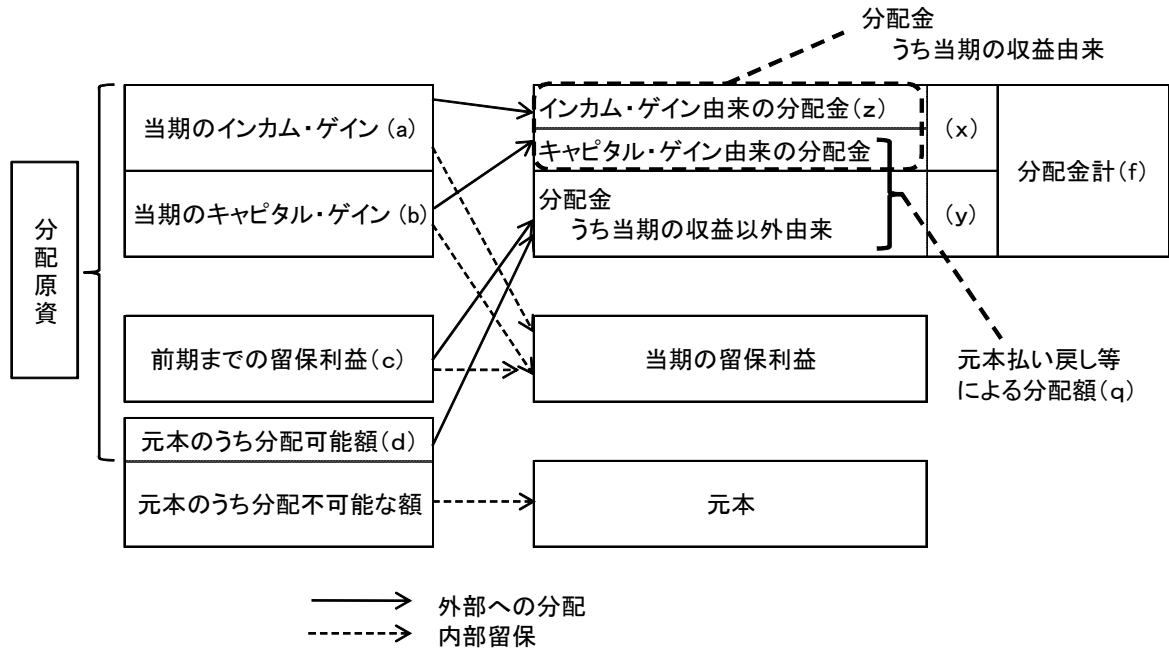 分配金
うち当期の収益由来
分配原資
当期のインカム・ゲイン (a)
当期のキャピタル・ゲイン (b)
前期までの留保利益(c)
元本のうち分配可能額(d)
元本のうち分配不可能な額
インカム・ゲイン由来の分配金(z)
キャピタル・ゲイン由来の分配金
分配金
うち当期の収益以外由来
(x)
(y)
分配金計(f)
当期の留保利益
元本
元本払い戻し等
による分配額(q)
外部への分配
内部留保